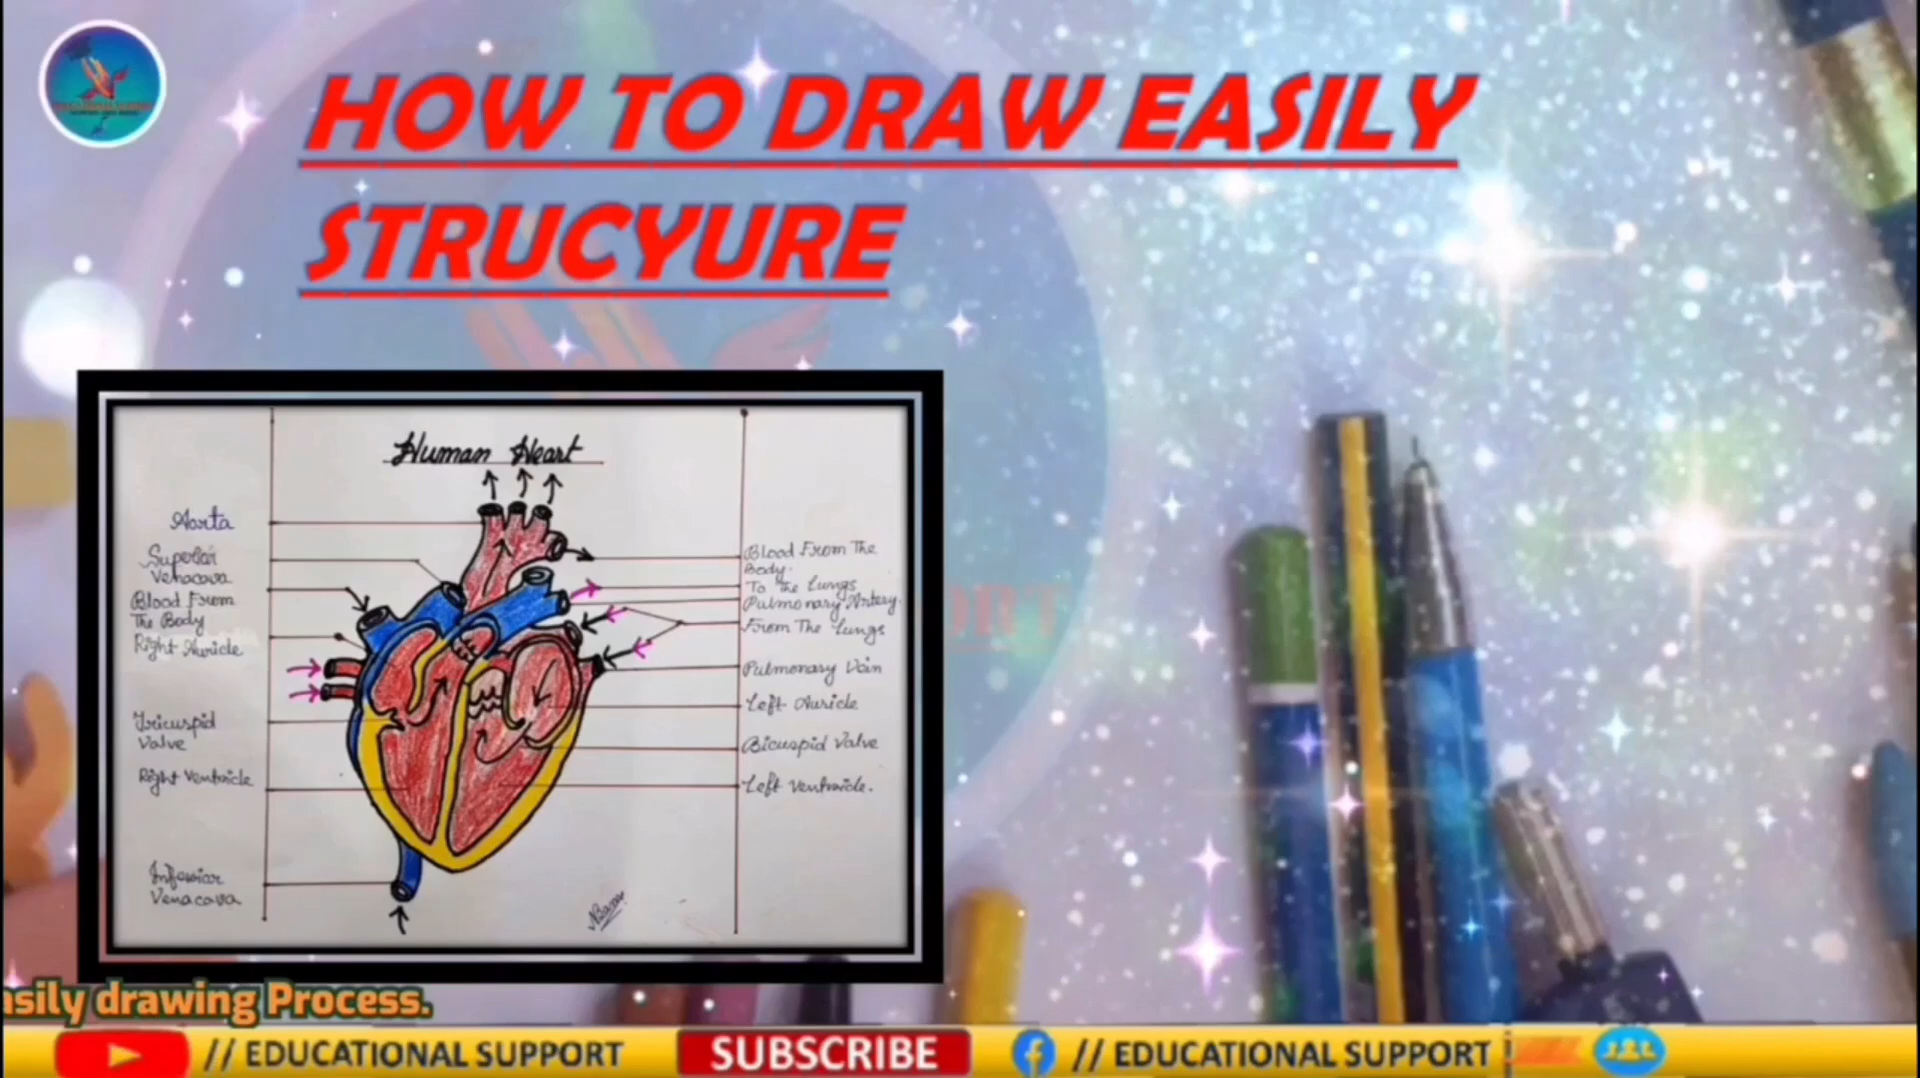 HOW TO DRAW EASILY
STRUCYURE
Human Heart
Aorta
Superior
Venacava
Blood From
The Body
Right Auricle
Tricuspid
Valve
Right Ventricle
Inferior
Venacava
Blood From The
Body.
To The Lungs
Pulmonary Artery.
From The Lungs
Pulmonary Vein
Left Auricle
Bicuspid Valve
Left Ventricle.
asily drawing Process.
// EDUCATIONAL SUPPORT
SUBSCRIBE
// EDUCATIONAL SUPPORT